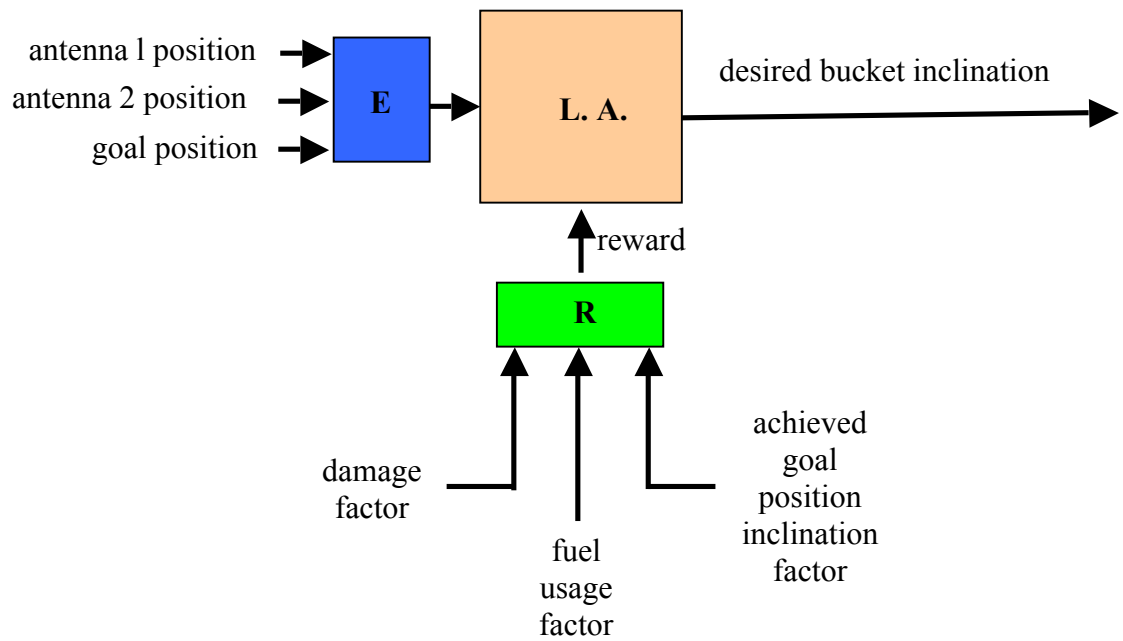 antenna l position
antenna 2 position
goal position
E
L. A.
desired bucket inclination
reward
R
damage
factor
fuel
usage
factor
achieved
goal
position
inclination
factor